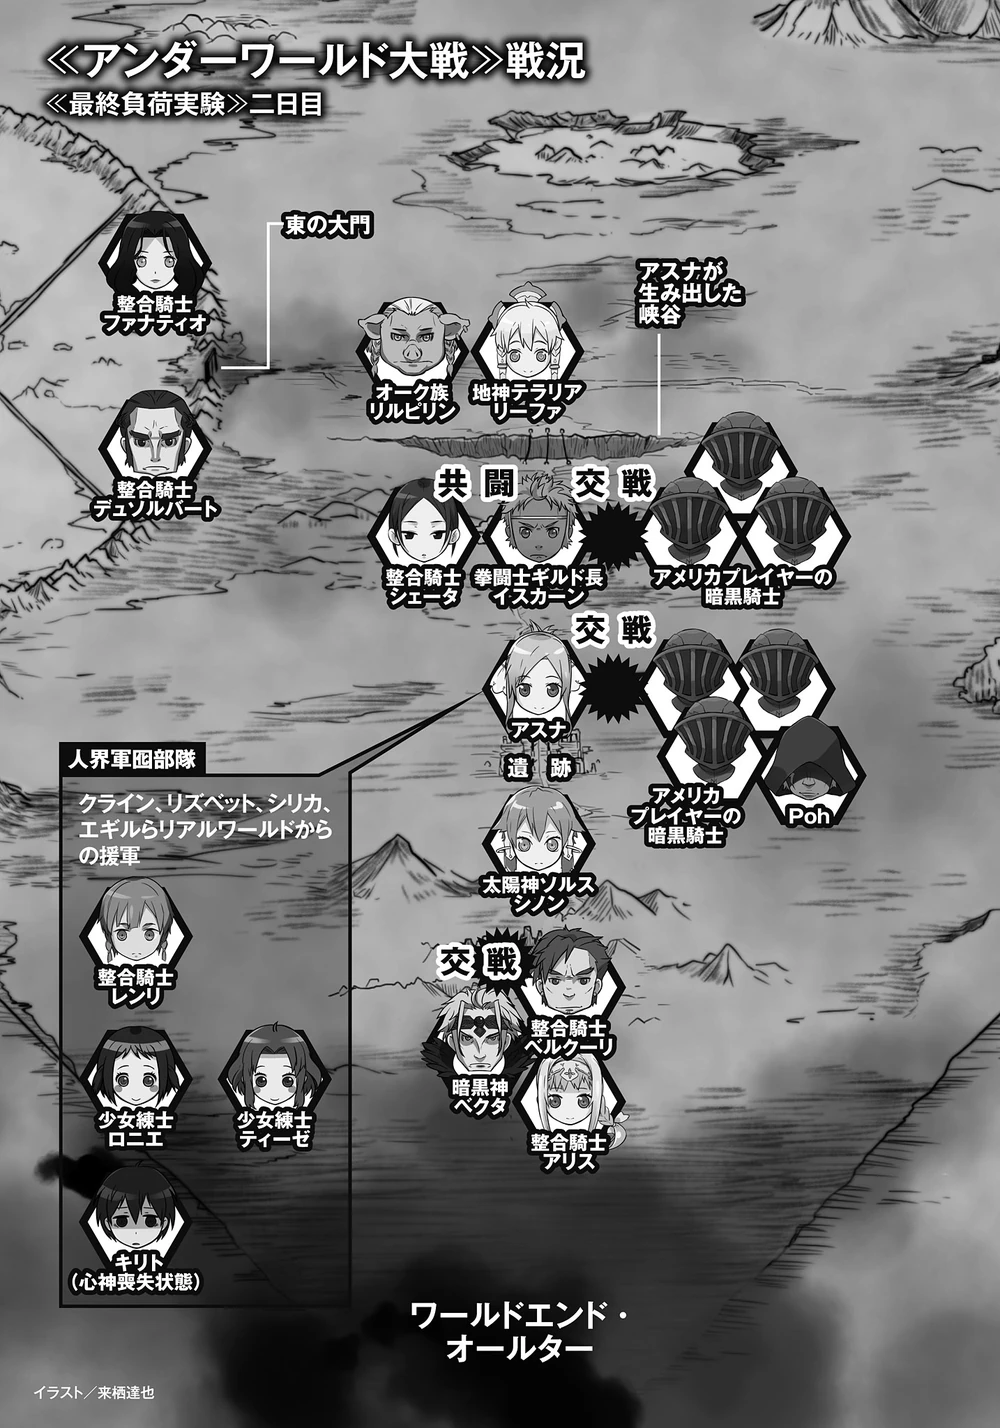 ≪アンダーワールド大戦≫戦況
≪最終負荷実験≫二日目
東の大門
整合騎士
ファナティオ
アスナが
生み出した
峡谷
オーク族
リルピリン
地神テラリア
リーファ
整合騎士
デュソルバート
共闘
交戦
整合騎士
シェータ
拳闘士ギルド長
イスカーン
アメリカプレイヤーの
暗黒騎士
交戦
アスナ
遺跡
アメリカ
プレイヤーの
暗黒騎士
PoH
太陽神ソルス
シノン
交戦
整合騎士
ベルクーリ
暗黒神
ベクタ
整合騎士
アリス
人界軍囮部隊
クライン、リズベット、シリカ、
エギルらリアルワールドから
の援軍
整合騎士
レンリ
少女練士
ロニエ
少女練士
ティーゼ
キリト
（心神喪失状態）
ワールドエンド・
オールター
イラスト／来栖達也